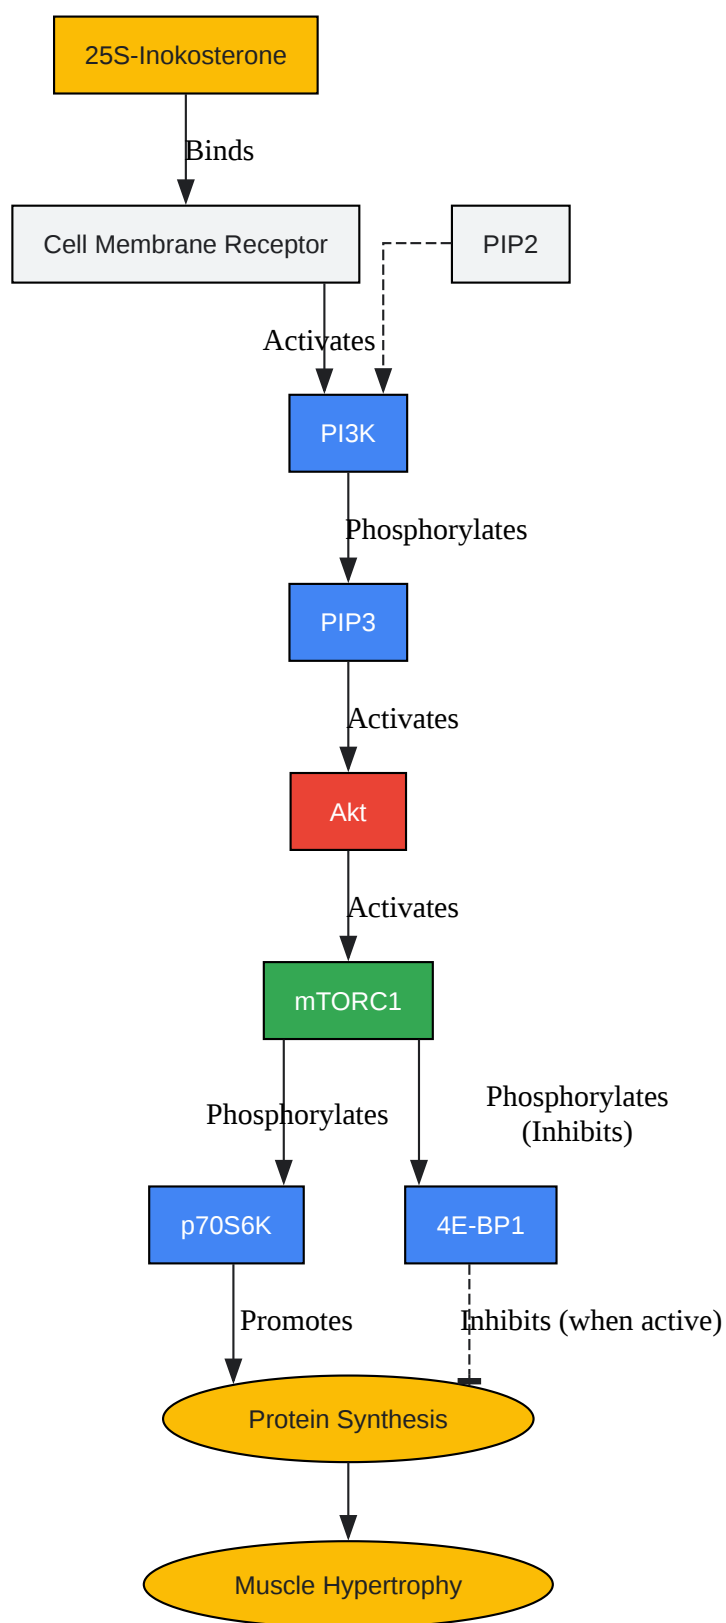 25S-Inokosterone
Binds
Cell Membrane Receptor
PIP2
Activates
PI3K
Phosphorylates
PIP3
Activates
Akt
Activates
mTORC1
Phosphorylates
Phosphorylates
(Inhibits)
p70S6K
4E-BP1
Promotes
Inhibits (when active)
Protein Synthesis
Muscle Hypertrophy